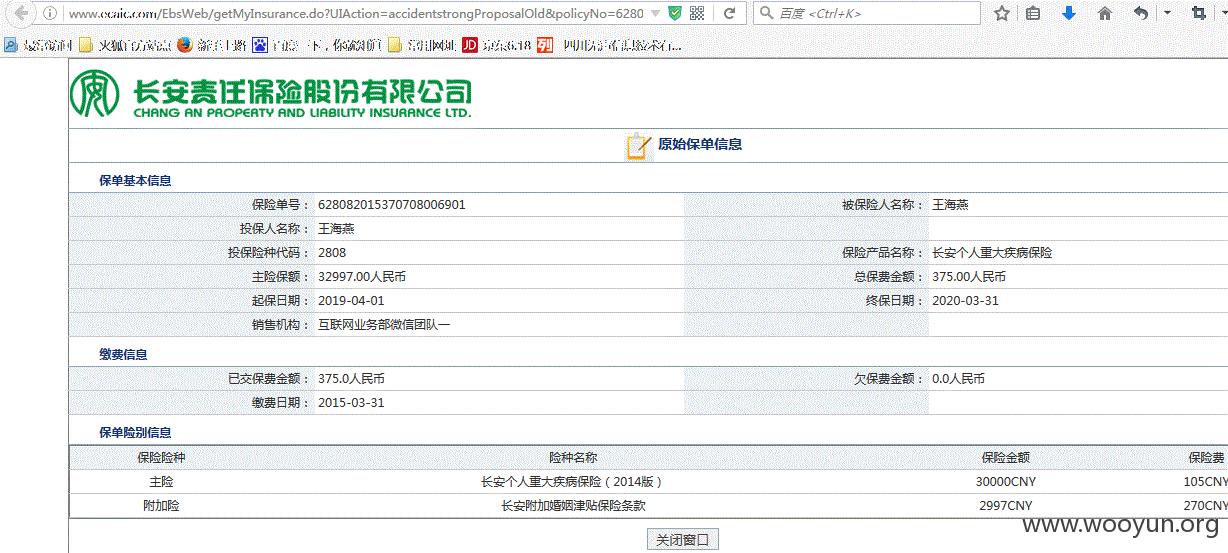 www.ccaic.com/EbsWeb/getMyInsurance.do?UIAction=accidentstrongProposalOld&policyNo=6280
百度 <Ctrl+K>
最常访问 火狐官方站点 新手上路 百度一下，你就知道 常用网址 JD 京东6.18
长安责任保险股份有限公司
CHANG AN PROPERTY AND LIABILITY INSURANCE LTD.
原始保单信息
保单基本信息
保险单号： 628082015370708006901 被保险人名称： 王海燕
投保人名称： 王海燕
投保险种代码： 2808 保险产品名称： 长安个人重大疾病保险
主险保额： 32997.00人民币 总保费金额： 375.00人民币
起保日期： 2019-04-01 终保日期： 2020-03-31
销售机构： 互联网业务部微信团队一
缴费信息
已交保费金额： 375.0人民币 欠保费金额： 0.0人民币
缴费日期： 2015-03-31
保单险别信息
保险险种 险种名称 保险金额 保险费
主险 长安个人重大疾病保险（2014版） 30000CNY 105CNY
附加险 长安附加婚姻津贴保险条款 2997CNY 270CNY
www.wooyun.org
关闭窗口